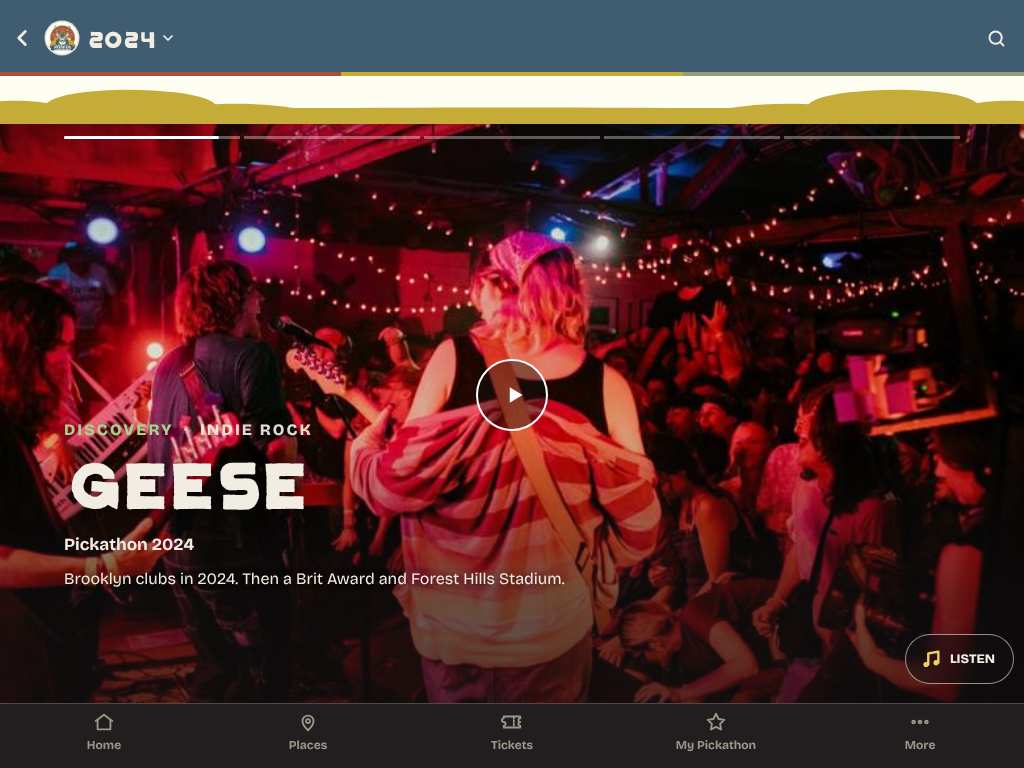 2024
DISCOVERY · INDIE ROCK
GEESE
Pickathon 2024
Brooklyn clubs in 2024. Then a Brit Award and Forest Hills Stadium.
LISTEN
Home
Places
Tickets
My Pickathon
More